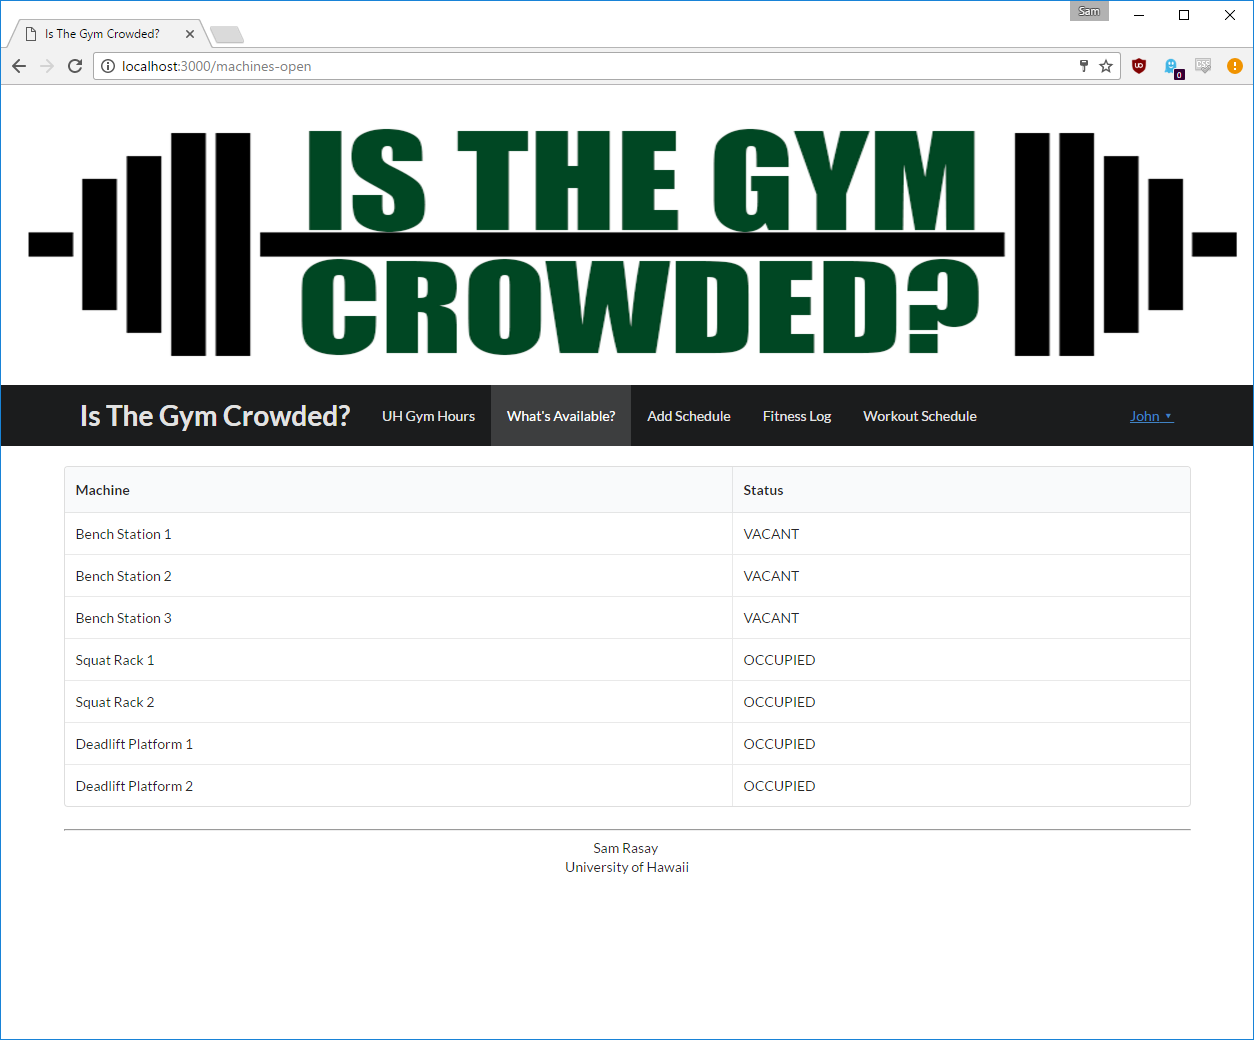 Sam
Is The Gym Crowded?
localhost:3000/machines-open
0
IS THE GYM
CROWDED?
Is The Gym Crowded? UH Gym Hours What's Available? Add Schedule Fitness Log Workout Schedule John
Machine Status
Bench Station 1 VACANT
Bench Station 2 VACANT
Bench Station 3 VACANT
Squat Rack 1 OCCUPIED
Squat Rack 2 OCCUPIED
Deadlift Platform 1 OCCUPIED
Deadlift Platform 2 OCCUPIED
Sam Rasay
University of Hawaii